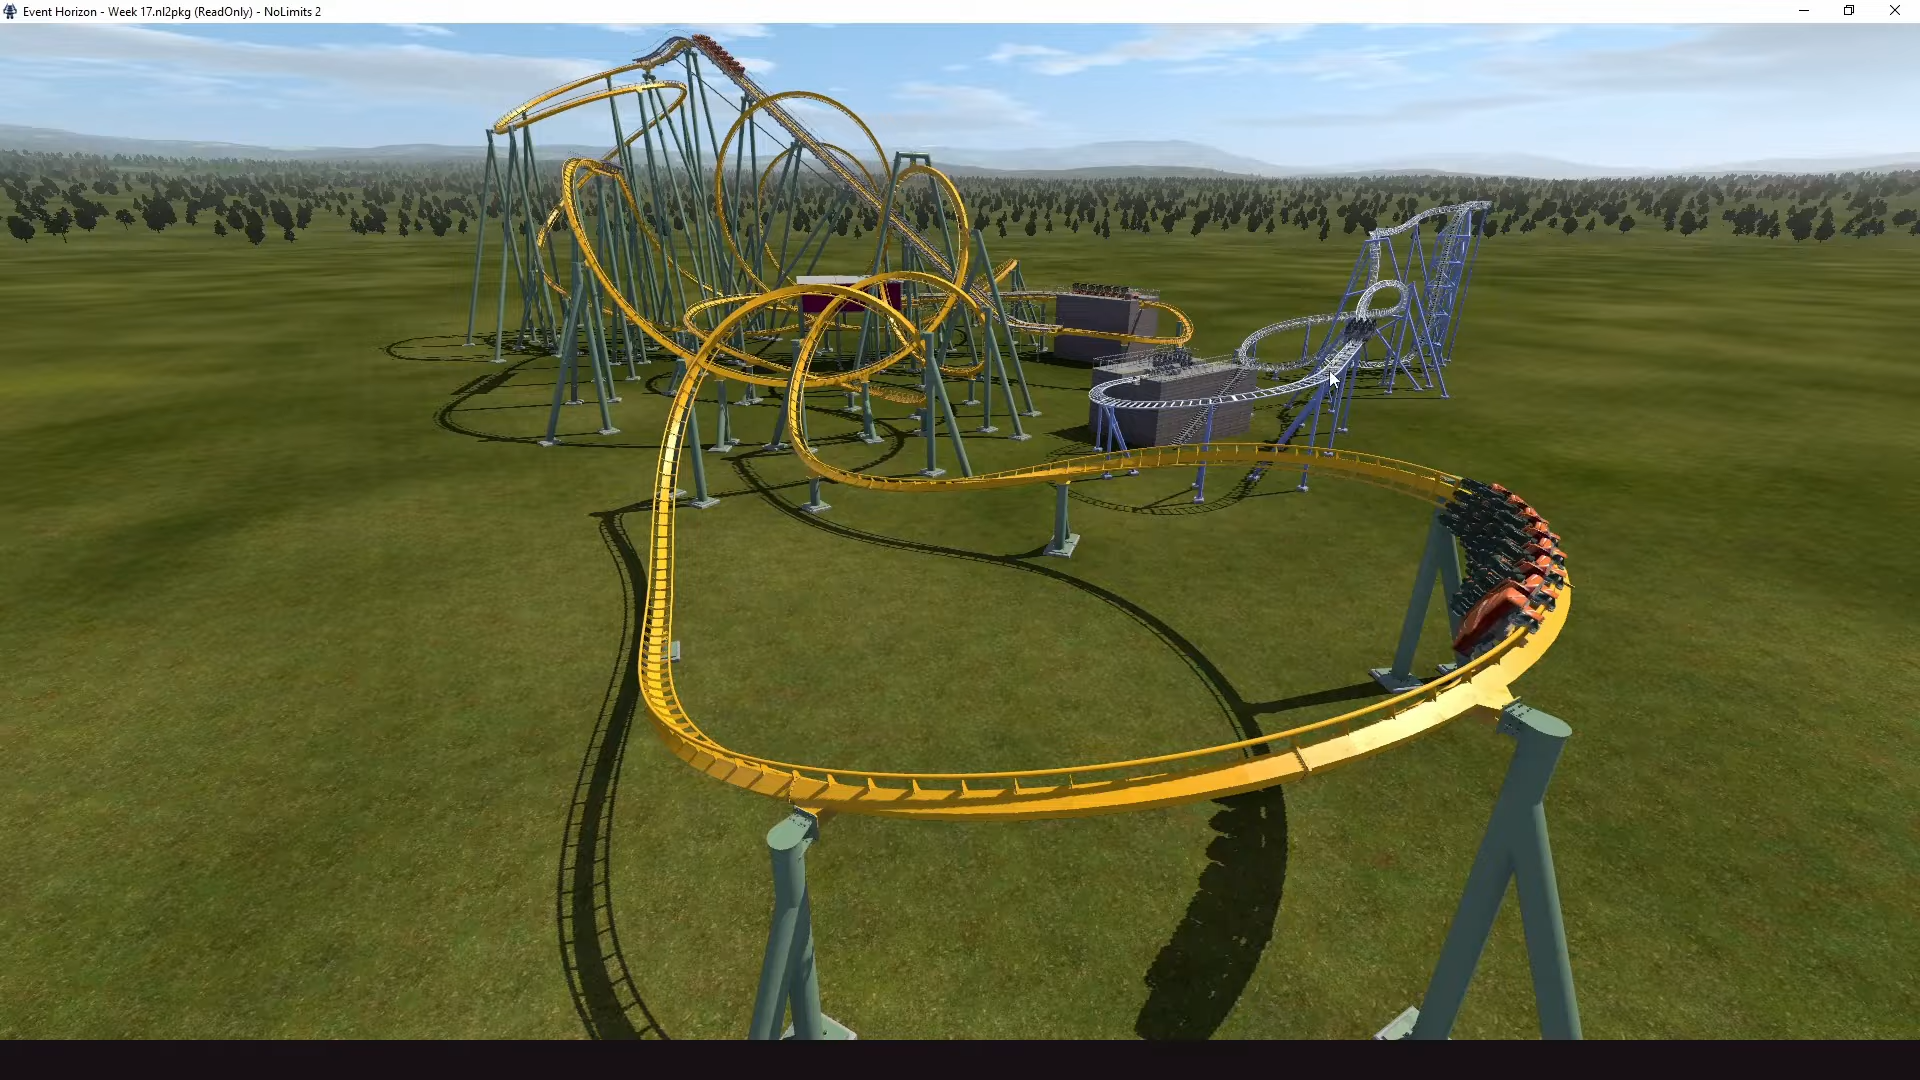 Event Horizon - Week 17.nl2pkg (ReadOnly) - NoLimits 2